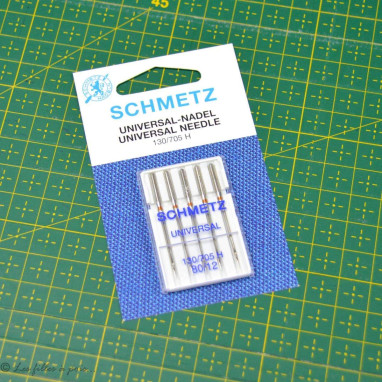 45
SCHMETZ
UNIVERSAL-NADEL
UNIVERSAL NEEDLE
130/705 H
SCHMETZ
UNIVERSAL
130/705 H
80/12